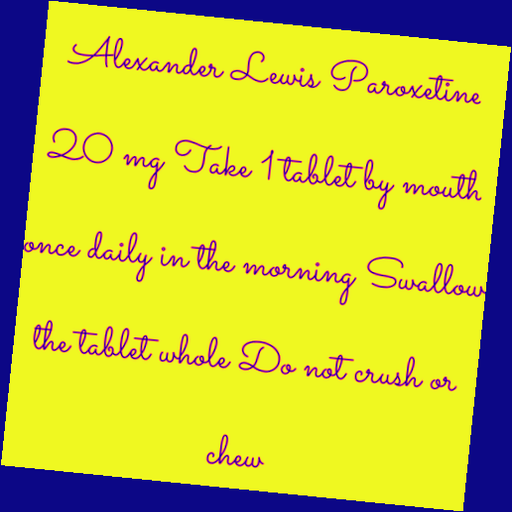 Alexander Lewis Paroxetine
20 mg Take 1 tablet by mouth
once daily in the morning Swallow
the tablet whole Do not crush or
chew